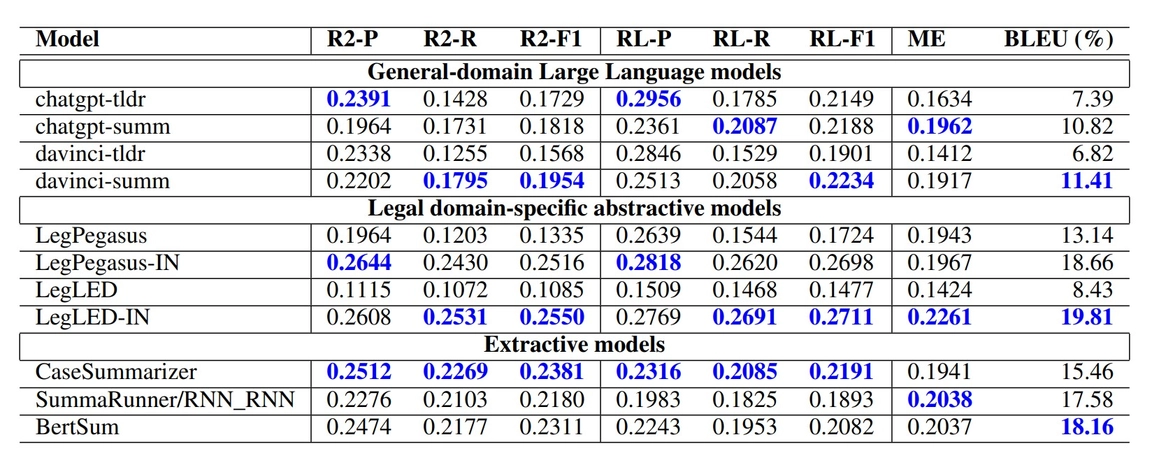 Model R2-P R2-R R2-F1 RL-P RL-R RL-F1 ME BLEU (%)
General-domain Large Language models
chatgpt-tldr 0.2391 0.1428 0.1729 0.2956 0.1785 0.2149 0.1634 7.39
chatgpt-summ 0.1964 0.1731 0.1818 0.2361 0.2087 0.2188 0.1962 10.82
davinci-tldr 0.2338 0.1255 0.1568 0.2846 0.1529 0.1901 0.1412 6.82
davinci-summ 0.2202 0.1795 0.1954 0.2513 0.2058 0.2234 0.1917 11.41
Legal domain-specific abstractive models
LegPegasus 0.1964 0.1203 0.1335 0.2639 0.1544 0.1724 0.1943 13.14
LegPegasus-IN 0.2644 0.2430 0.2516 0.2818 0.2620 0.2698 0.1967 18.66
LegLED 0.1115 0.1072 0.1085 0.1509 0.1468 0.1477 0.1424 8.43
LegLED-IN 0.2608 0.2531 0.2550 0.2769 0.2691 0.2711 0.2261 19.81
Extractive models
CaseSummarizer 0.2512 0.2269 0.2381 0.2316 0.2085 0.2191 0.1941 15.46
SummaRunner/RNN_RNN 0.2276 0.2103 0.2180 0.1983 0.1825 0.1893 0.2038 17.58
BertSum 0.2474 0.2177 0.2311 0.2243 0.1953 0.2082 0.2037 18.16